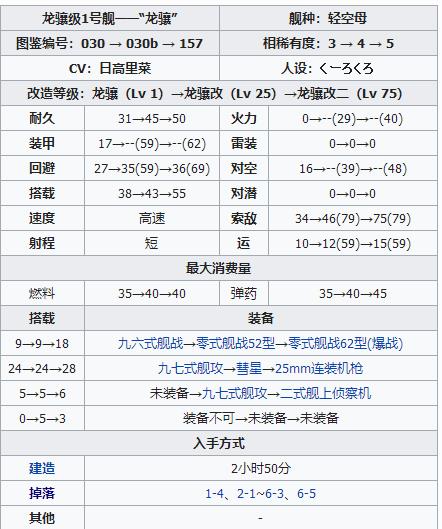 龙骧级1号舰——“龙骧” 舰种：轻空母
图鉴编号：030 → 030b → 157 相稀有度：3 → 4 → 5
CV：日高里菜 人设：くーろくろ
改造等级：龙骧（Lv 1）→龙骧改（Lv 25）→龙骧改二（Lv 75）
耐久 31→45→50 火力 0→--(29)→--(40)
装甲 17→--(59)→--(62) 雷装 0→0→0
回避 27→35(59)→36(69) 对空 16→--(39)→--(48)
搭载 38→43→55 对潜 0→0→0
速度 高速 索敌 34→46(79)→75(79)
射程 短 运 10→12(59)→15(59)
最大消费量
燃料 35→40→40 弹药 35→40→45
搭载 装备
9→9→18 九六式舰战→零式舰战52型→零式舰战62型(爆战)
24→24→28 九七式舰攻→彗星→25mm连装机枪
5→5→6 未装备→九七式舰攻→二式舰上侦察机
0→5→3 装备不可→未装备→未装备
入手方式
建造 2小时50分
掉落 1-4、2-1~6-3、6-5
其他 -